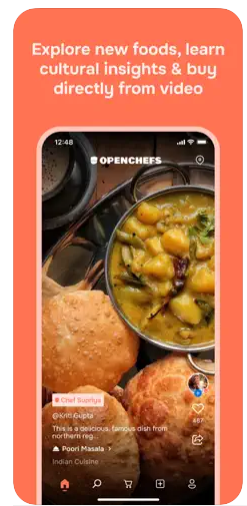 Explore new foods, learn
cultural insights & buy
directly from video
12:48
OPENCHEFS
Chef Supriya
@Kriti Gupta
This is a delicious, famous dish from
northern reg...
487
Poori Masala >
Indian Cuisine